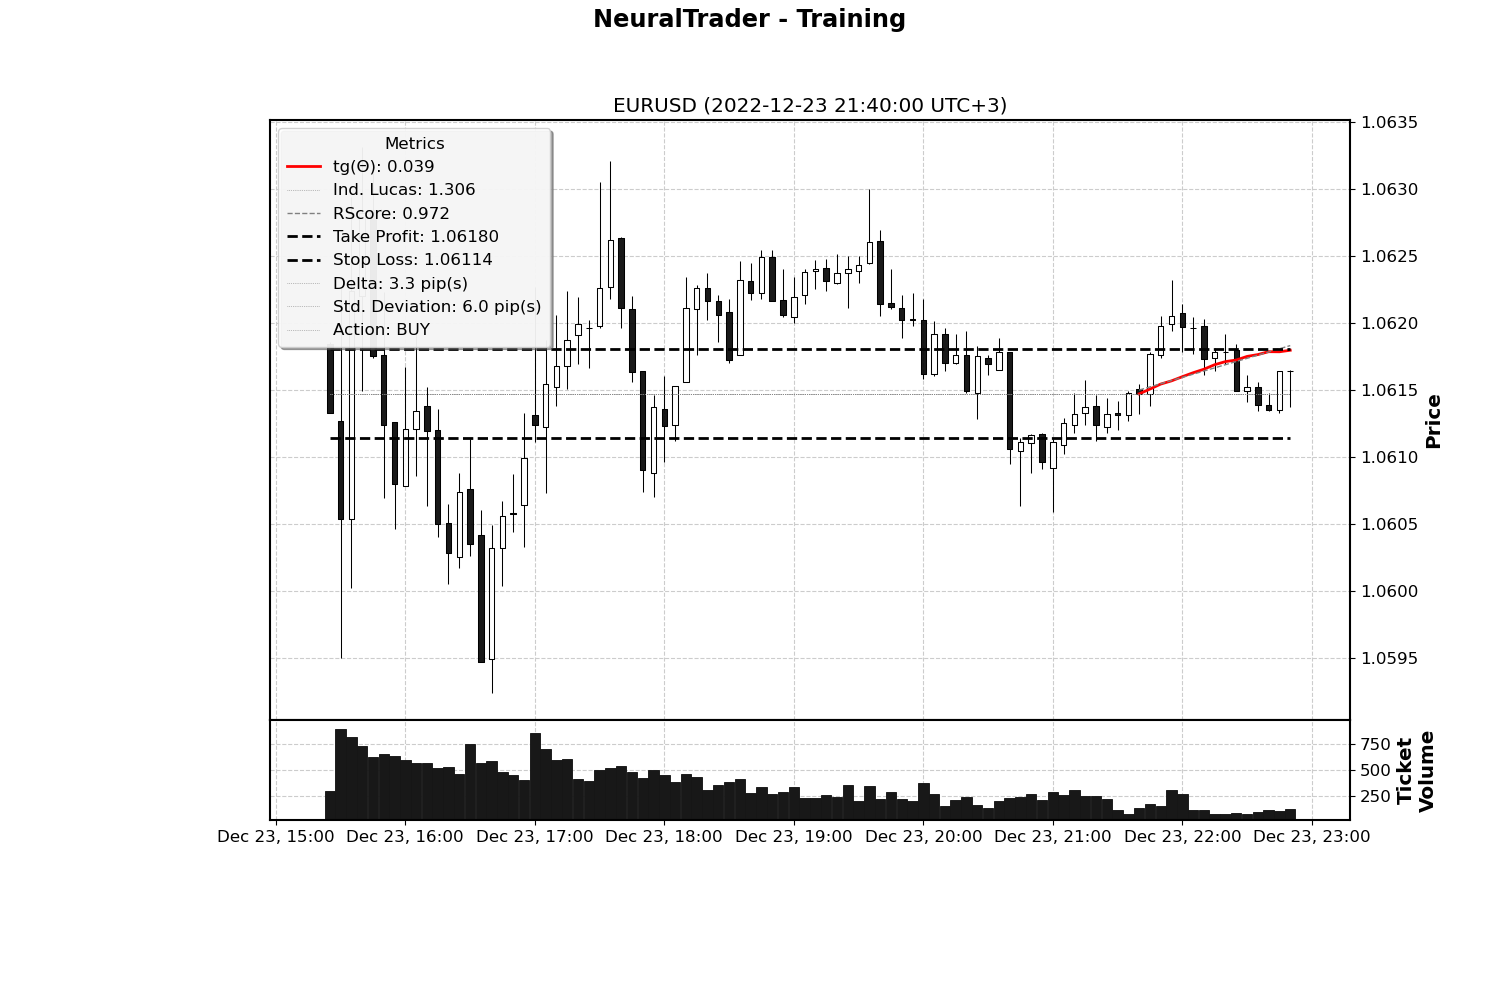 NeuralTrader - Training
EURUSD (2022-12-23 21:40:00 UTC+3)
Metrics
tg(Θ): 0.039
Ind. Lucas: 1.306
RScore: 0.972
Take Profit: 1.06180
Stop Loss: 1.06114
Delta: 3.3 pip(s)
Std. Deviation: 6.0 pip(s)
Action: BUY
1.0635
1.0630
1.0625
1.0620
1.0615
1.0610
1.0605
1.0600
1.0595
Price
750
500
250
Ticket
Volume
Dec 23, 15:00 Dec 23, 16:00 Dec 23, 17:00 Dec 23, 18:00 Dec 23, 19:00 Dec 23, 20:00 Dec 23, 21:00 Dec 23, 22:00 Dec 23, 23:00